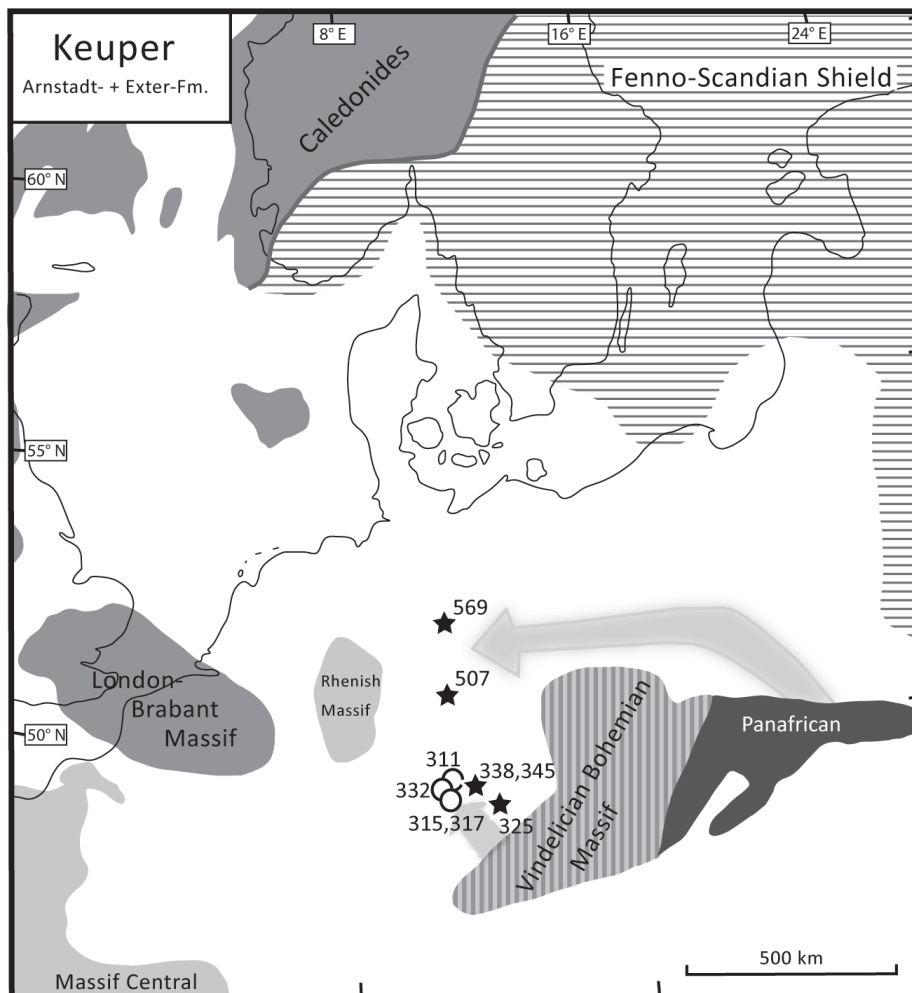 Keuper
Arnstadt- + Exter-Fm.
8° E
16° E
24° E
Caledonides
Fenno-Scandian Shield
60° N
55° N
50° N
569
507
London-
Brabant
Massif
Rhenish
Massif
311
338,345
332
315,317
325
Vindelician Bohemian
Massif
Panafrican
500 km
Massif Central